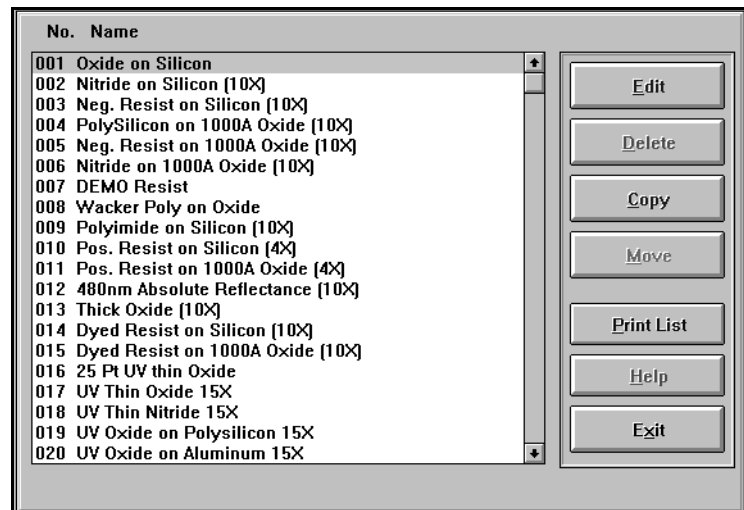 No. Name
001 Oxide on Silicon
002 Nitride on Silicon (10X)
003 Neg. Resist on Silicon (10X)
004 PolySilicon on 1000A Oxide (10X)
005 Neg. Resist on 1000A Oxide (10X)
006 Nitride on 1000A Oxide (10X)
007 DEMO Resist
008 Wacker Poly on Oxide
009 Polyimide on Silicon (10X)
010 Pos. Resist on Silicon (4X)
011 Pos. Resist on 1000A Oxide (4X)
012 480nm Absolute Reflectance (10X)
013 Thick Oxide (10X)
014 Dyed Resist on Silicon (10X)
015 Dyed Resist on 1000A Oxide (10X)
016 25 Pt UV thin Oxide
017 UV Thin Oxide 15X
018 UV Thin Nitride 15X
019 UV Oxide on Polysilicon 15X
020 UV Oxide on Aluminum 15X
Edit
Delete
Copy
Move
Print List
Help
Exit